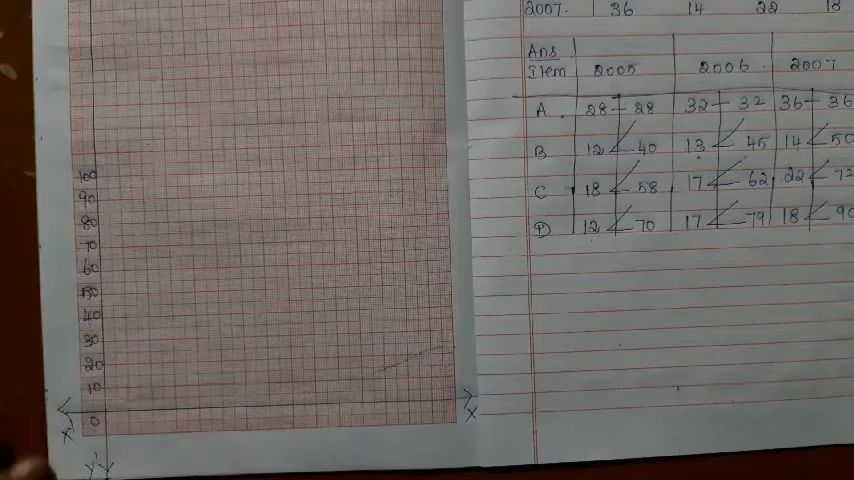 2007. 36 14 22 18
Ans
Item 2005 2006 2007
A 28 28 32 32 36 36
B 12 40 13 45 14 50
C 18 58 17 62 22 72
D 12 70 17 79 18 90
100
90
80
70
60
50
40
30
20
10
0
X' X
Y'